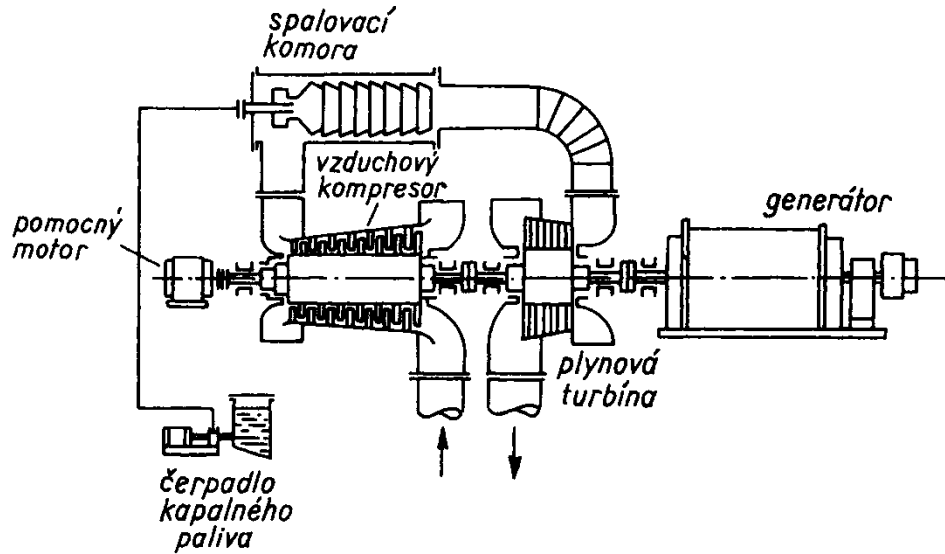 spalovací
komora
vzduchový
kompresor
pomocný
motor
generátor
plynová
turbína
čerpadlo
kapalného
paliva